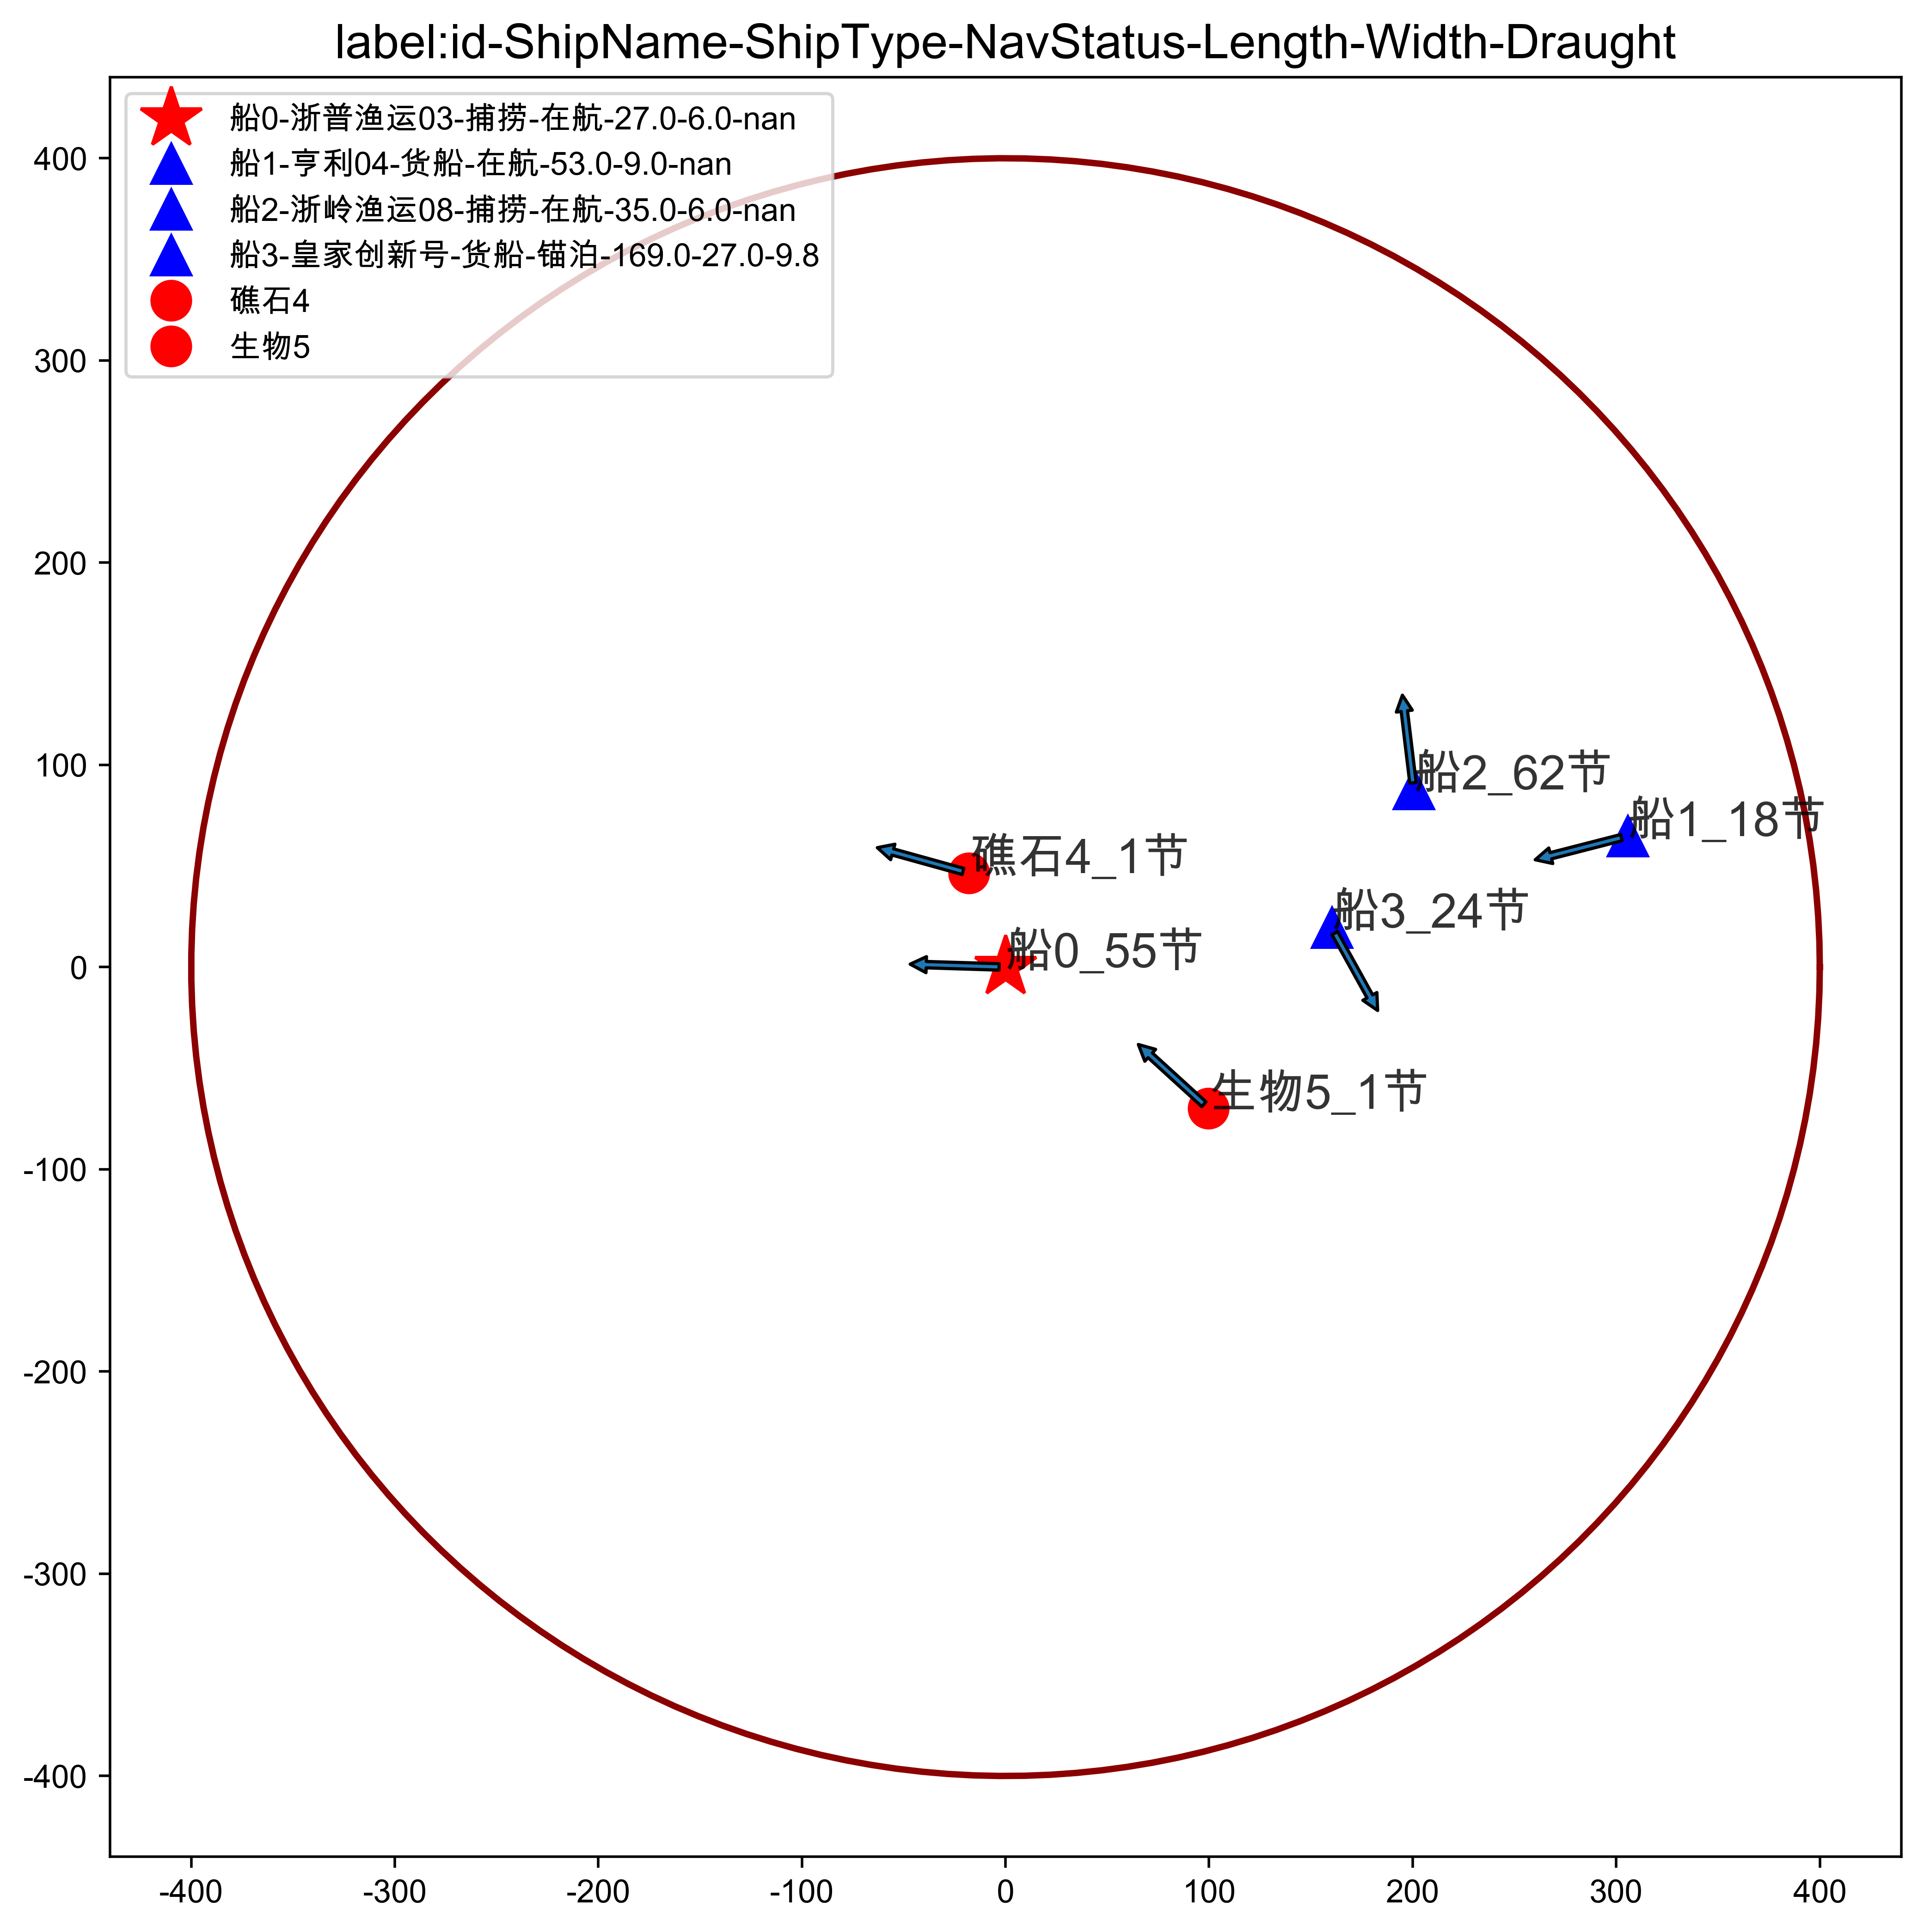 label:id-ShipName-ShipType-NavStatus-Length-Width-Draught
船0-浙普渔运03-捕捞-在航-27.0-6.0-nan
船1-亨利04-货船-在航-53.0-9.0-nan
船2-浙岭渔运08-捕捞-在航-35.0-6.0-nan
船3-皇家创新号-货船-锚泊-169.0-27.0-9.8
礁石4
生物5
400
300
200
100
0
-100
-200
-300
-400
船2_62节
船1_18节
礁石4_1节
船3_24节
船0_55节
生物5_1节
-400 -300 -200 -100 0 100 200 300 400